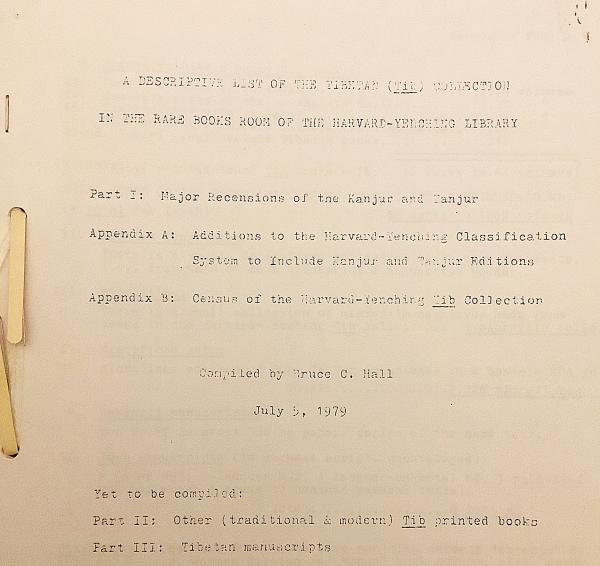 A DESCRIPTIVE LIST OF THE TIBETAN (Tib) COLLECTION
IN THE RARE BOOKS ROOM OF THE HARVARD-YENCHING LIBRARY
Part I: Major Recensions of the Kanjur and Tanjur
Appendix A: Additions to the Harvard-Yenching Classification
System to Include Kanjur and Tanjur Editions
Appendix B: Census of the Harvard-Yenching Tib Collection
Compiled by Bruce C. Hall
July 5, 1979
Yet to be compiled:
Part II: Other (traditional & modern) Tib printed books
Part III: Tibetan manuscripts